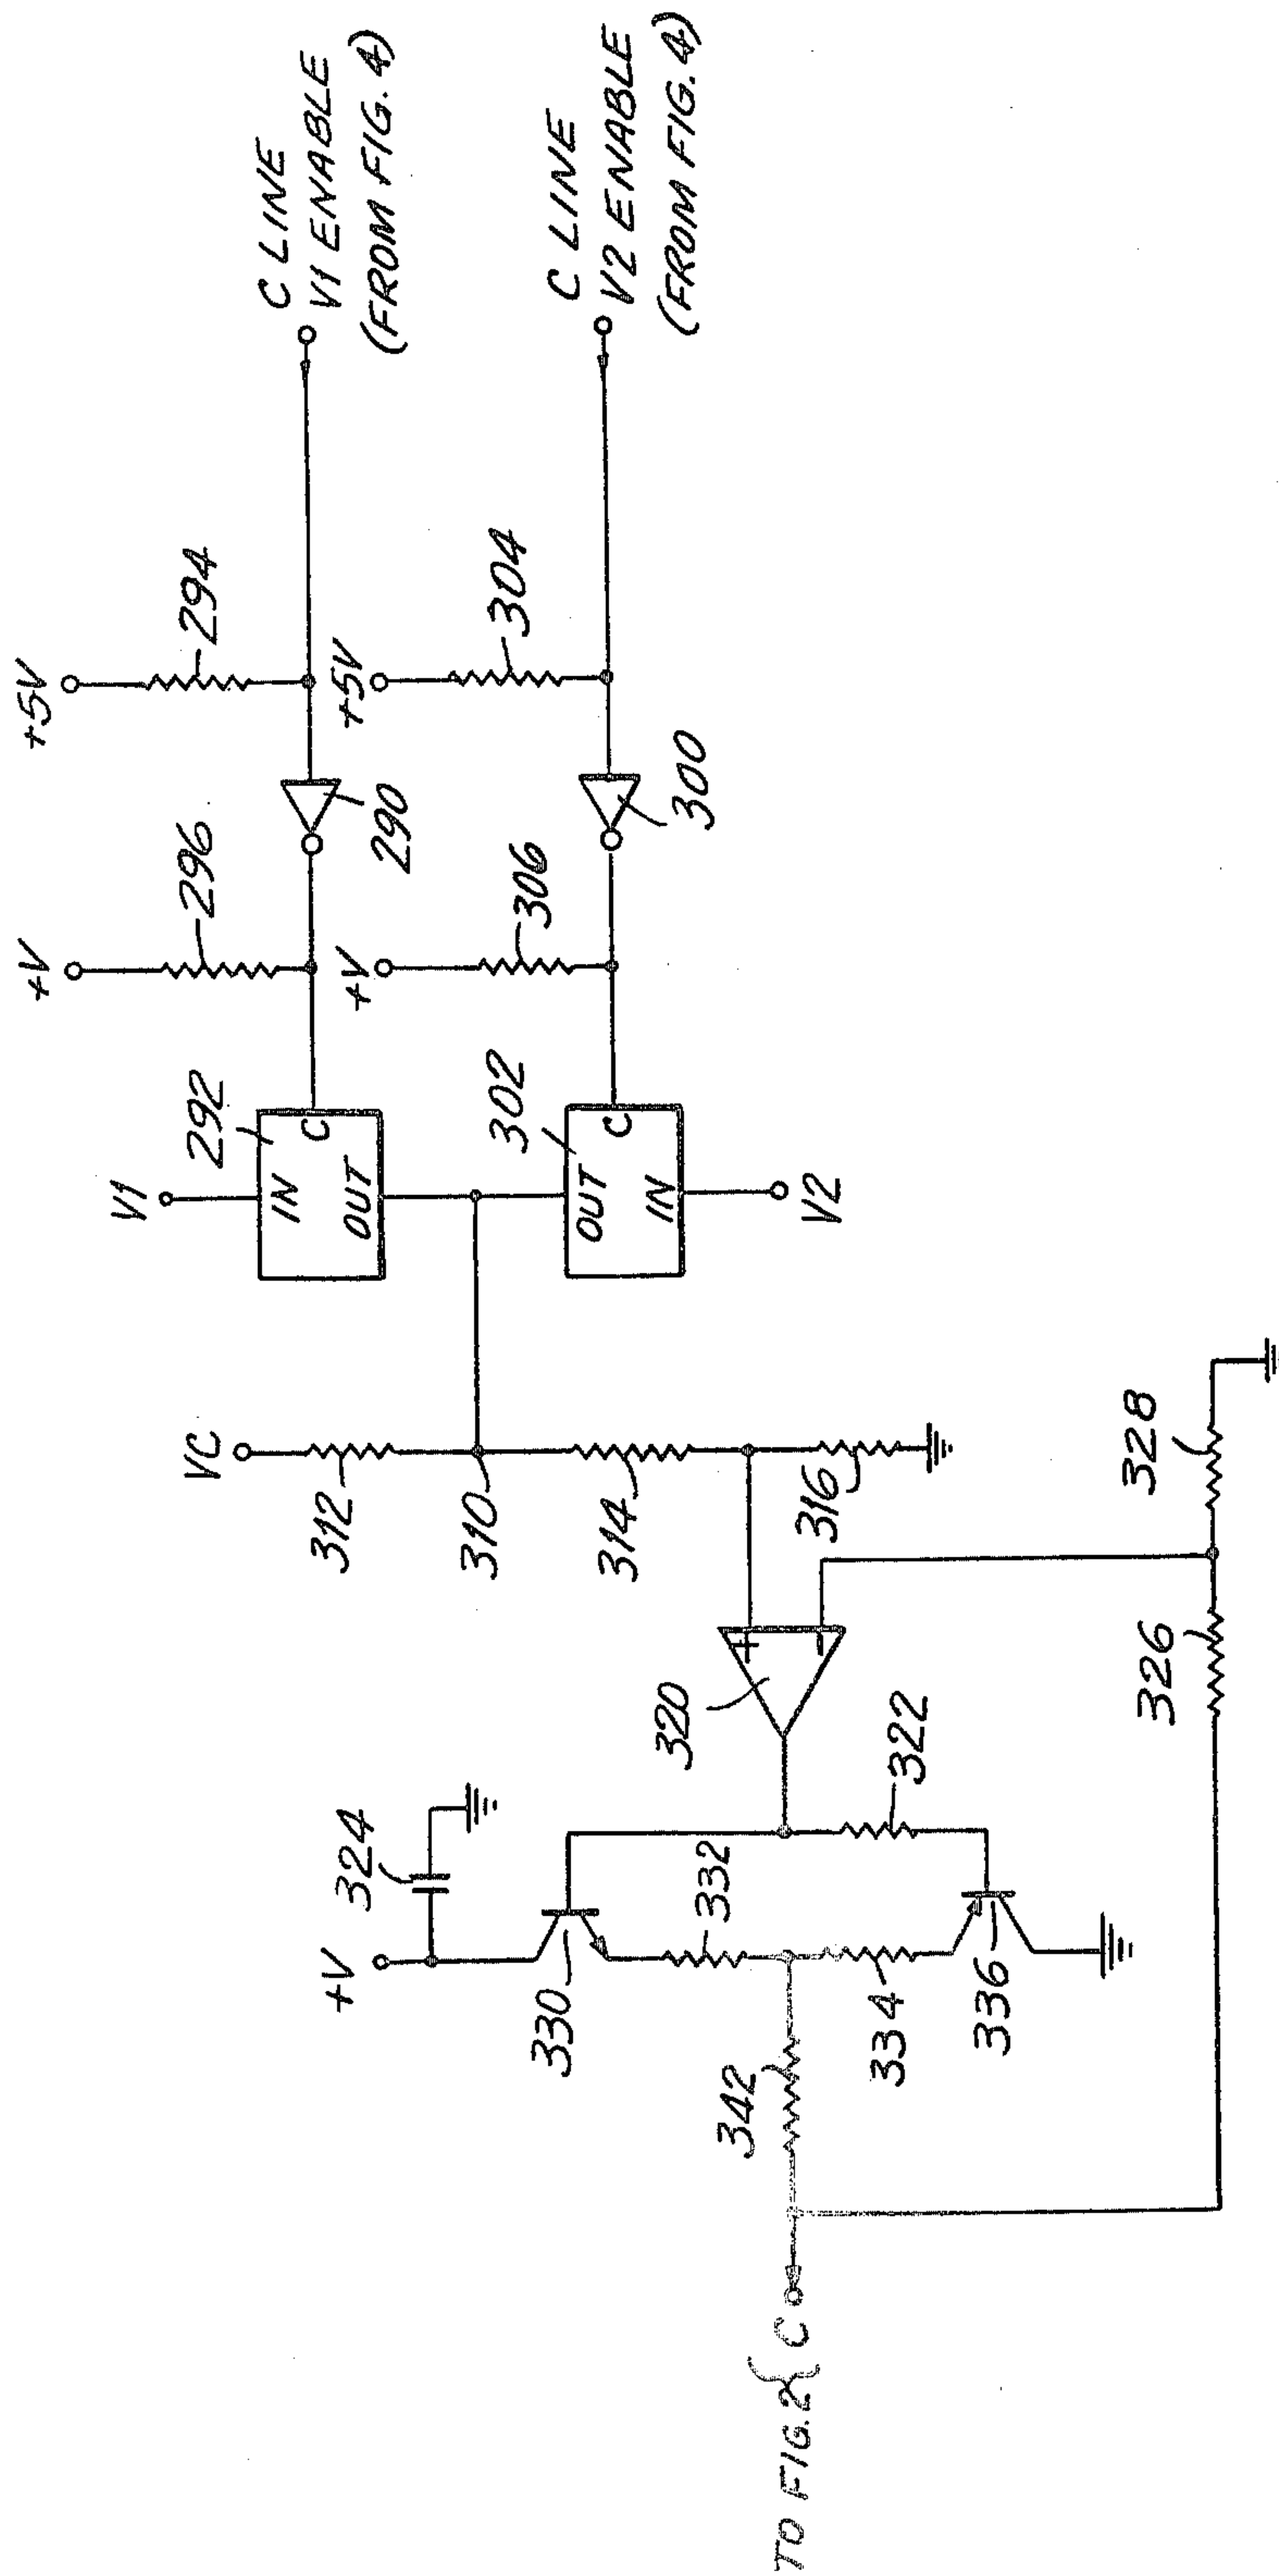 +5V
294
C LINE
V1 ENABLE
(FROM FIG. 4)
+V
296
290
V1
292
IN
C
OUT
+5V
304
C LINE
V2 ENABLE
(FROM FIG. 4)
+V
306
300
302
OUT
C
IN
V2
VC
312
310
314
316
+
−
320
+V
324
330
332
322
334
336
342
326
328
TO FIG. 2 { C